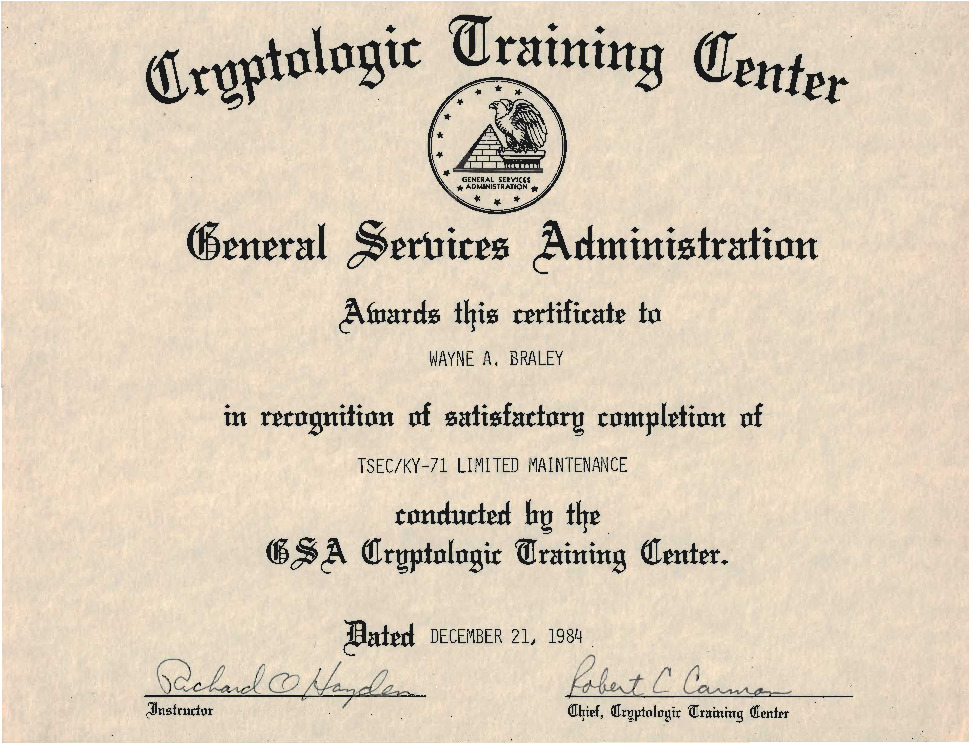 Cryptologic Training Center
GENERAL SERVICES
ADMINISTRATION
General Services Administration
Awards this certificate to
WAYNE A. BRALEY
in recognition of satisfactory completion of
TSEC/KY-71 LIMITED MAINTENANCE
conducted by the
GSA Cryptologic Training Center.
Dated DECEMBER 21, 1984
Richard O Hayden Robert C Carman
Instructor Chief, Cryptologic Training Center